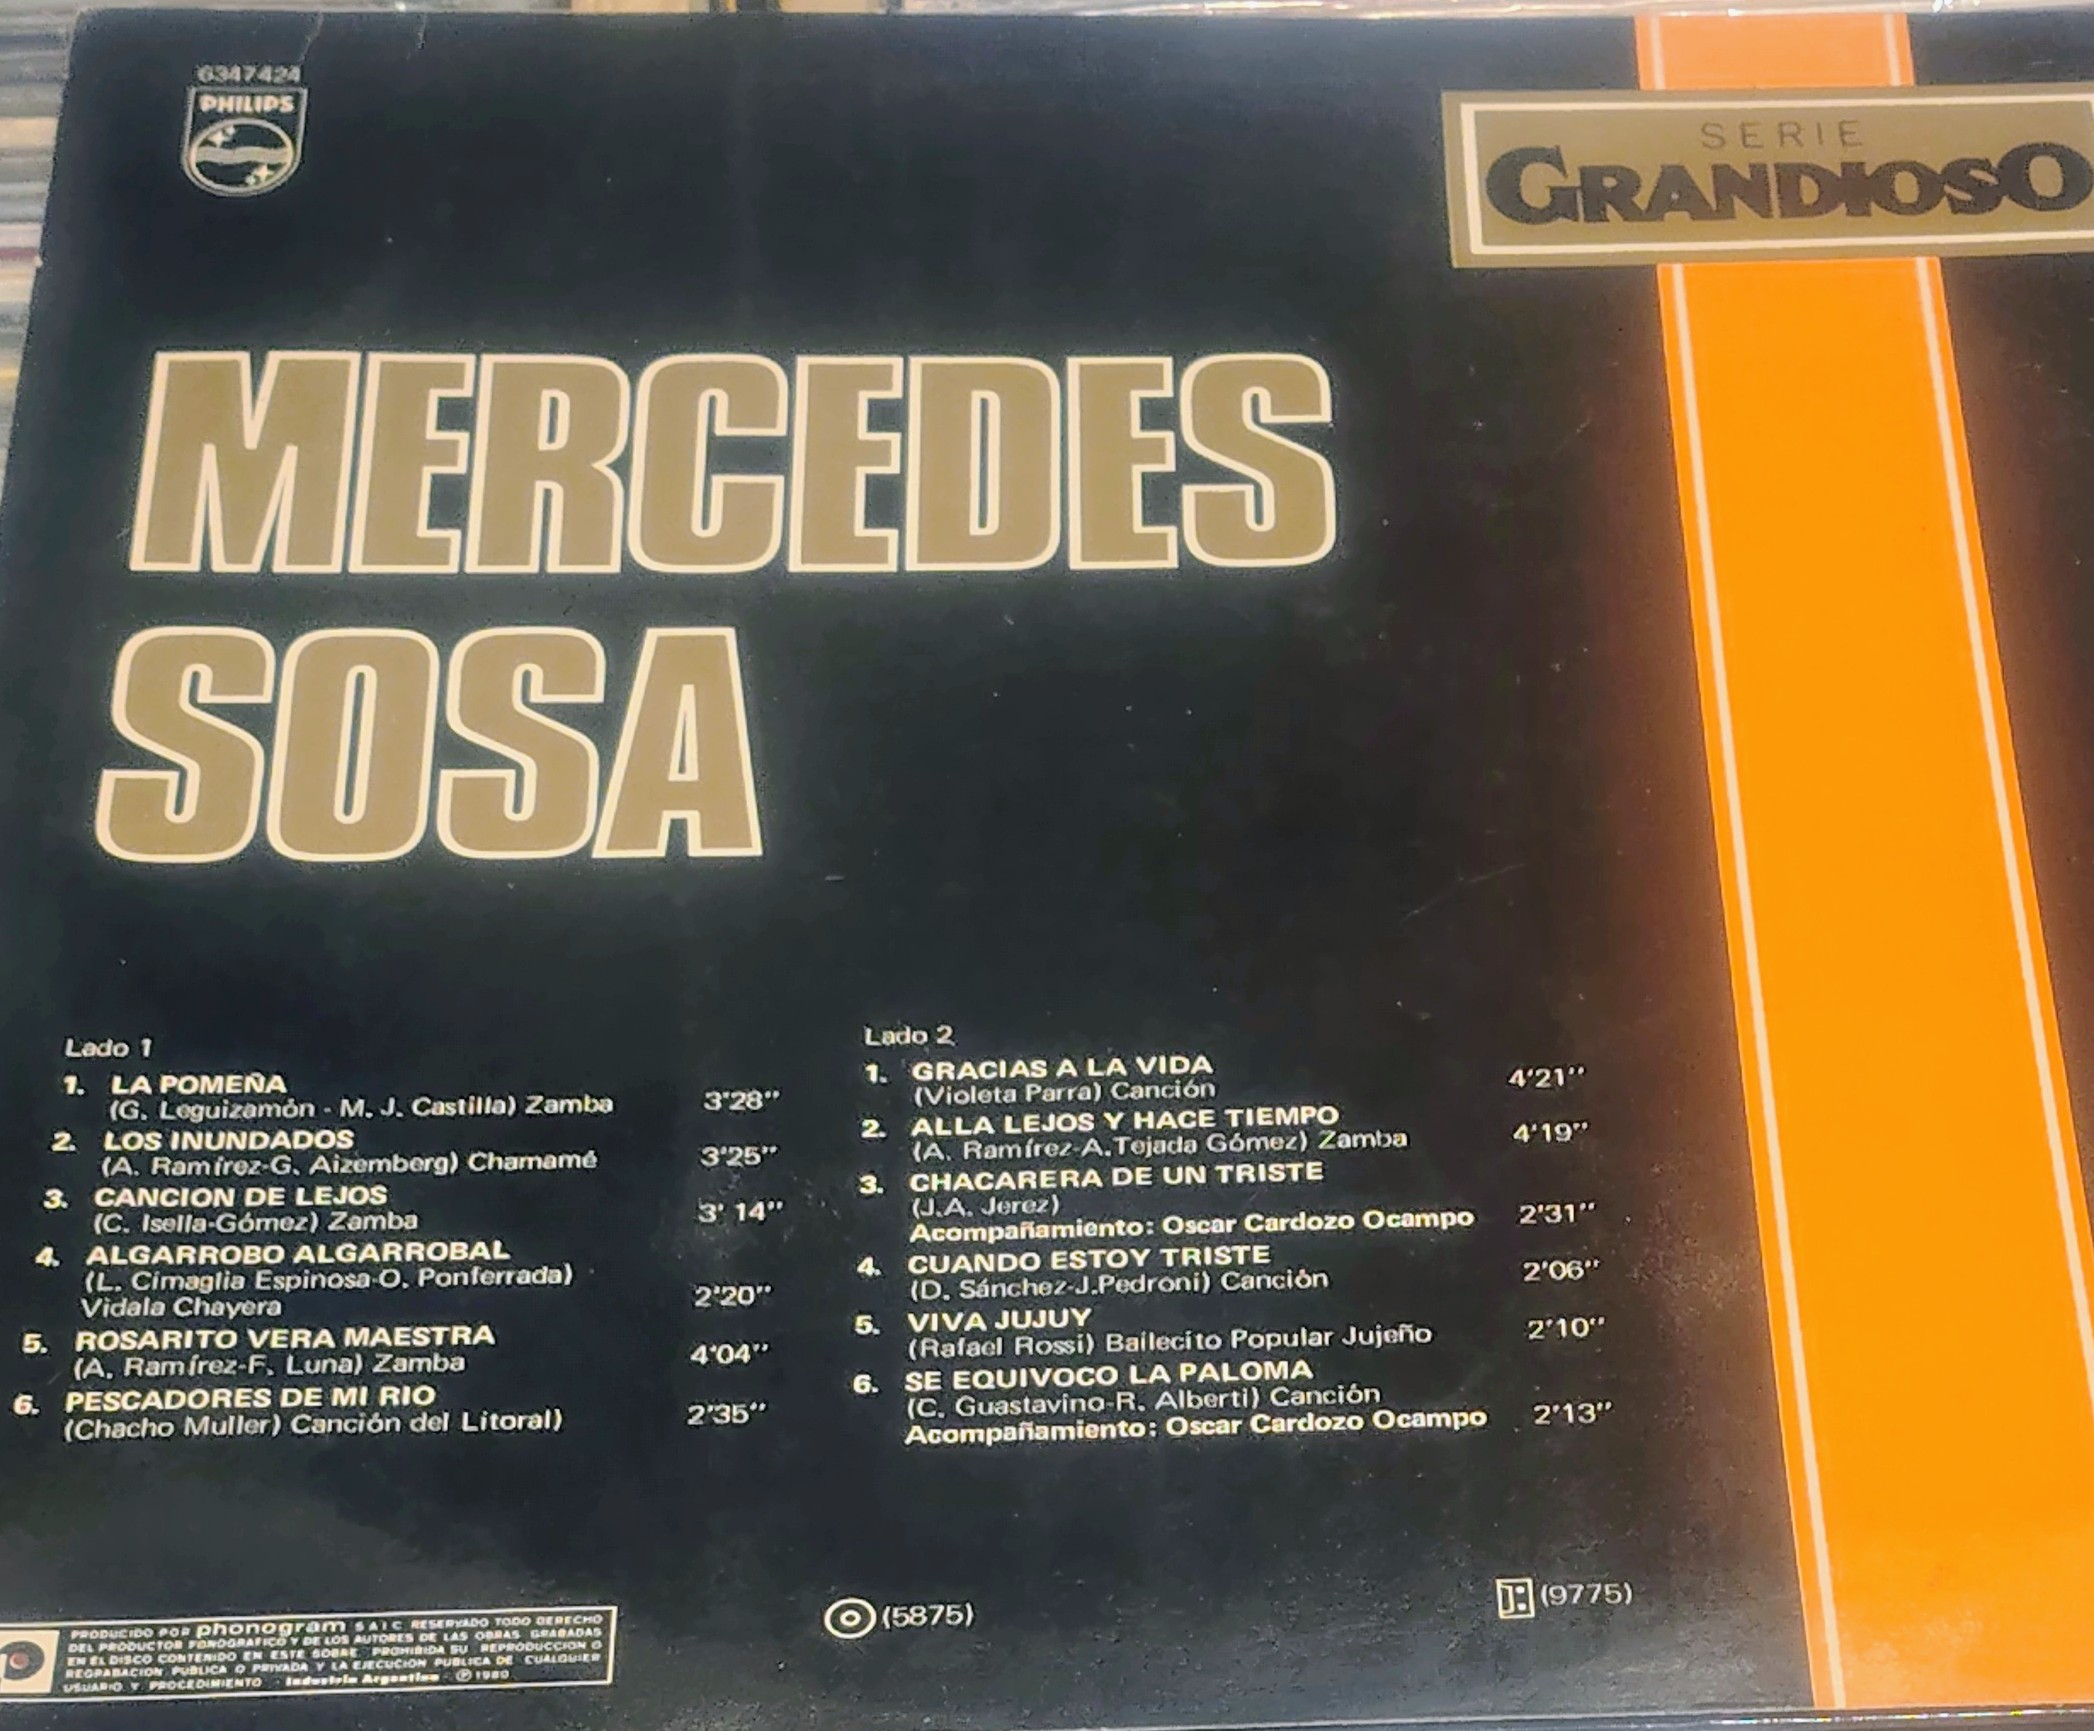 6347424
PHILIPS
SERIE
GRANDIOSO
MERCEDES
SOSA
Lado 1
1. LA POMEÑA
(G. Leguizamón - M. J. Castilla) Zamba 3'28''
2. LOS INUNDADOS
(A. Ramírez-G. Aizemberg) Chamamé 3'25''
3. CANCION DE LEJOS
(C. Isella-Gómez) Zamba 3' 14''
4. ALGARROBO ALGARROBAL
(L. Cimaglia Espinosa-O. Ponferrada)
Vidala Chayera 2'20''
5. ROSARITO VERA MAESTRA
(A. Ramírez-F. Luna) Zamba 4'04''
6. PESCADORES DE MI RIO
(Chacho Muller) Canción del Litoral) 2'35''
Lado 2
1. GRACIAS A LA VIDA
(Violeta Parra) Canción 4'21''
2. ALLA LEJOS Y HACE TIEMPO
(A. Ramírez-A.Tejada Gómez) Zamba 4'19''
3. CHACARERA DE UN TRISTE
(J.A. Jerez)
Acompañamiento: Oscar Cardozo Ocampo 2'31''
4. CUANDO ESTOY TRISTE
(D. Sánchez-J.Pedroni) Canción 2'06''
5. VIVA JUJUY
(Rafael Rossi) Bailecito Popular Jujeño 2'10''
6. SE EQUIVOCO LA PALOMA
(C. Guastavino-R. Alberti) Canción
Acompañamiento: Oscar Cardozo Ocampo 2'13''
PRODUCIDO POR phonogram S A I C RESERVADO TODO DERECHO
DEL PRODUCTOR FONOGRAFICO Y DE LOS AUTORES DE LAS OBRAS GRABADAS
EN EL DISCO CONTENIDO EN ESTE SOBRE PROHIBIDA SU REPRODUCCION O
REGRABACION PUBLICA O PRIVADA Y LA EJECUCION PUBLICA DE CUALQUIER
USUARIO Y PROCEDIMIENTO - Industria Argentina - ℗ 1980
(5875)
(9775)